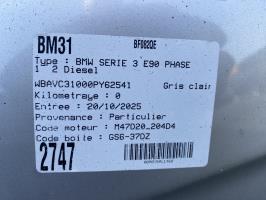 BM31 BF082QE
Type : BMW SERIE 3 E90 PHASE
1 2 Diesel
WBAVC31000PY62541 Gris clair
Kilometrage : 0
Entree : 20/10/2025
Provenance : Particulier
Code moteur : M47D20_204D4
Code boite : GS6-37DZ
2747